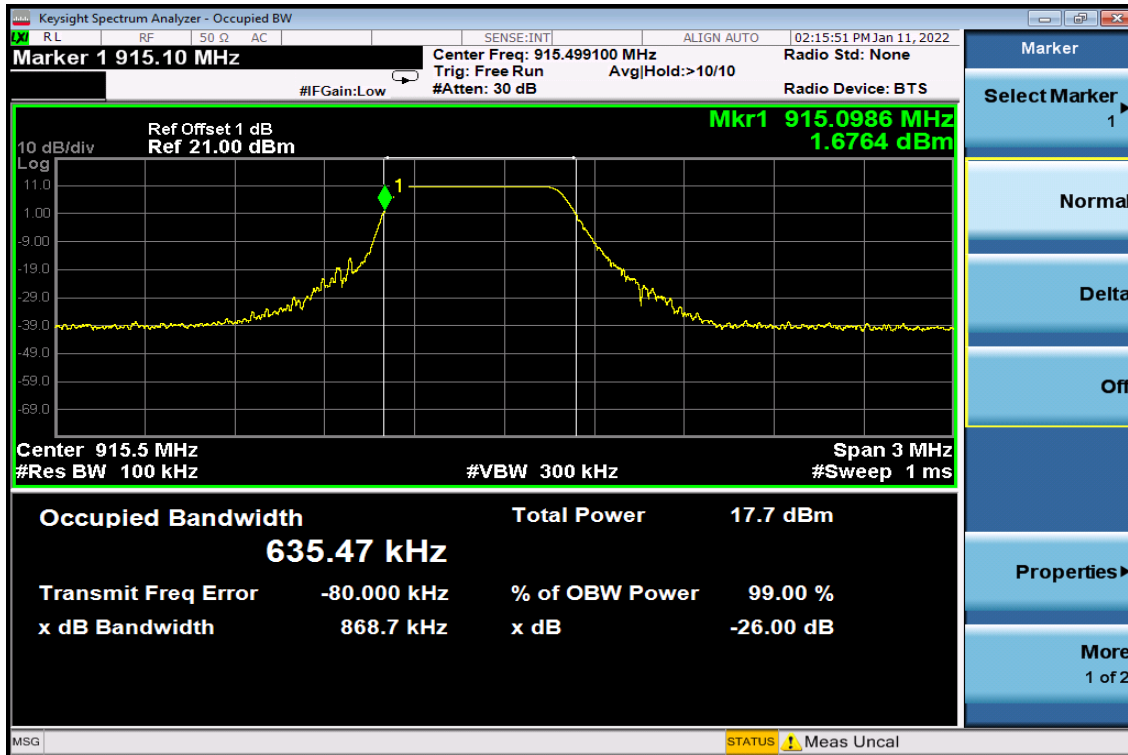 Keysight Spectrum Analyzer - Occupied BW
LXI RL RF 50 Ω AC SENSE:INT ALIGN AUTO 02:15:51 PM Jan 11, 2022
Marker 1 915.10 MHz
Center Freq: 915.499100 MHz
Radio Std: None
Trig: Free Run Avg|Hold:>10/10
#IFGain:Low
#Atten: 30 dB
Radio Device: BTS
Mkr1 915.0986 MHz
1.6764 dBm
Ref Offset 1 dB
10 dB/div Ref 21.00 dBm
Log
11.0
1.00
-9.00
-19.0
-29.0
-39.0
-49.0
-59.0
-69.0
1
Center 915.5 MHz Span 3 MHz
#Res BW 100 kHz #VBW 300 kHz #Sweep 1 ms
Occupied Bandwidth Total Power 17.7 dBm
635.47 kHz
Transmit Freq Error -80.000 kHz % of OBW Power 99.00 %
x dB Bandwidth 868.7 kHz x dB -26.00 dB
MSG STATUS Meas Uncal
Marker
Select Marker
1
Normal
Delta
Off
Properties
More
1 of 2